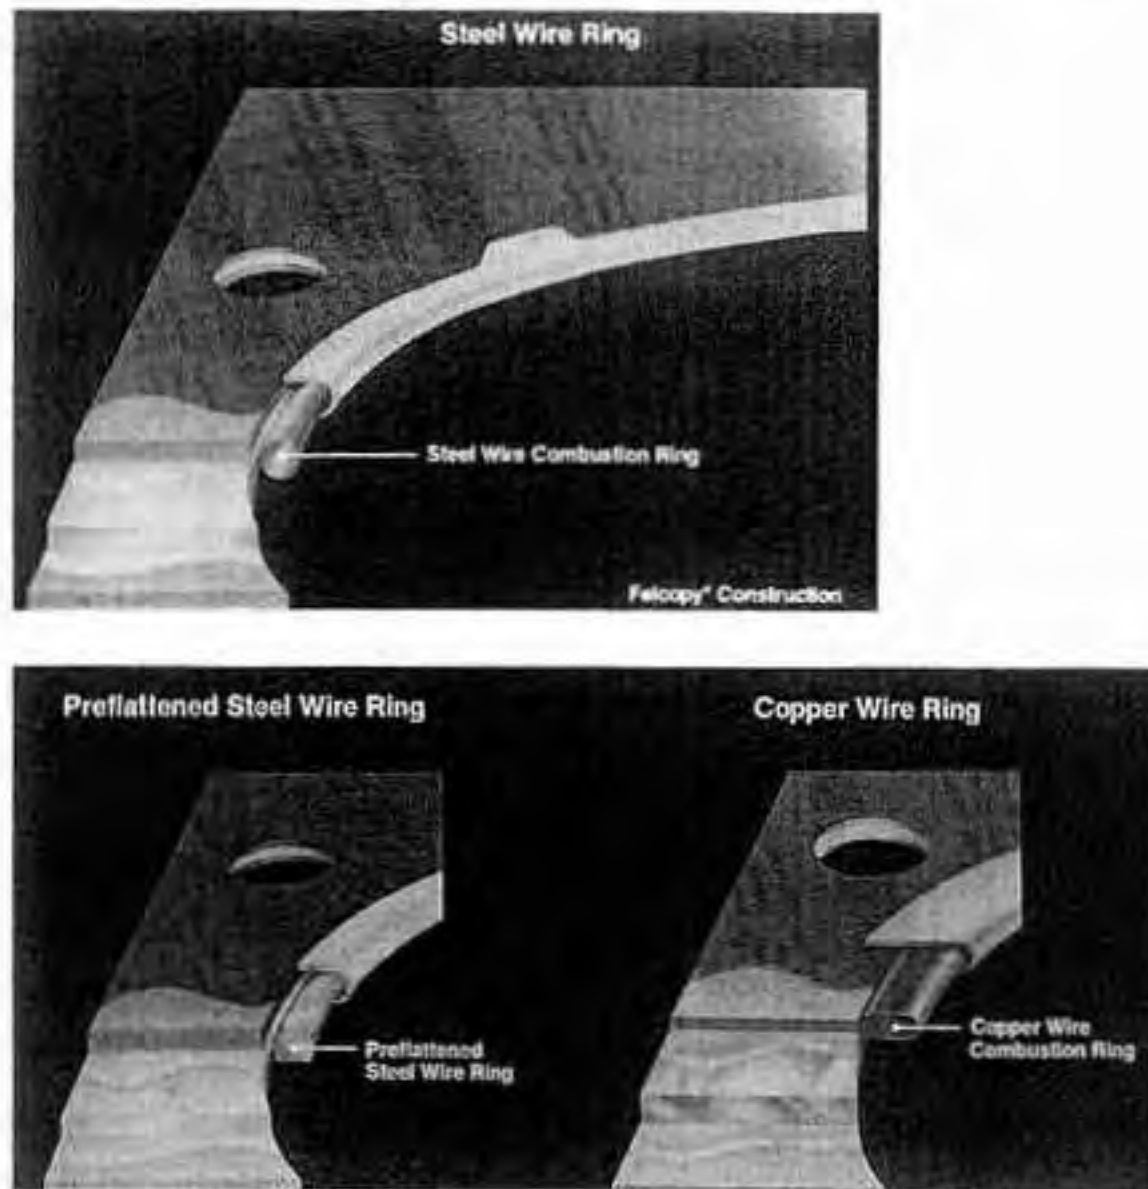 Steel Wire Ring
Steel Wire Combustion Ring
Felcopy* Construction
Preflattened Steel Wire Ring
Copper Wire Ring
Preflattened
Steel Wire Ring
Copper Wire
Combustion Ring